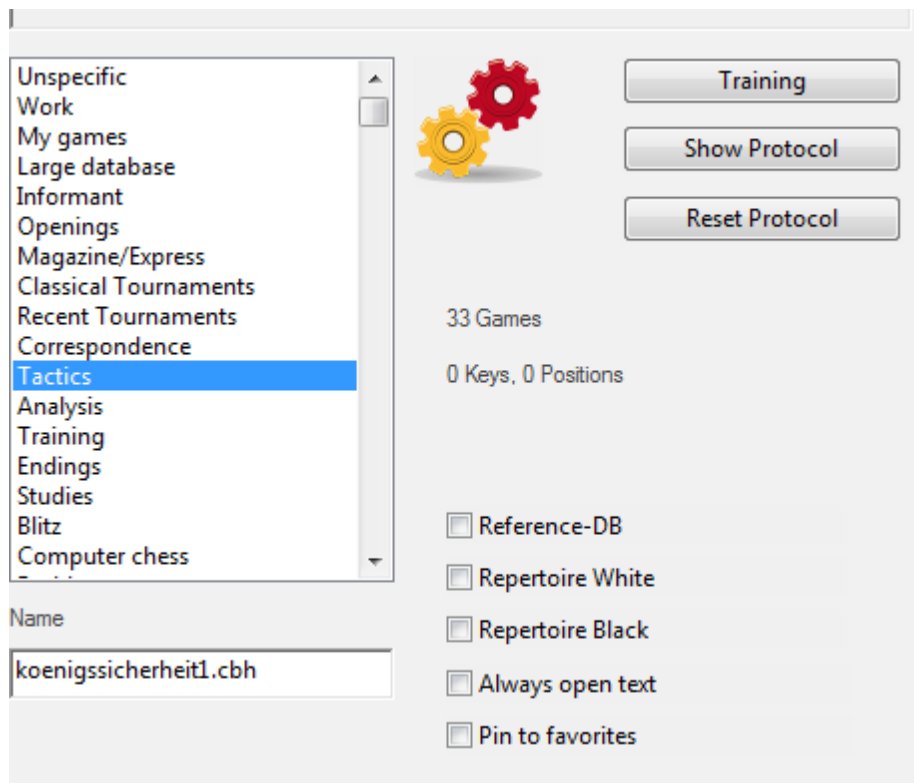 Unspecific
Work
My games
Large database
Informant
Openings
Magazine/Express
Classical Tournaments
Recent Tournaments
Correspondence
Tactics
Analysis
Training
Endings
Studies
Blitz
Computer chess
Name
koenigssicherheit1.cbh
Training
Show Protocol
Reset Protocol
33 Games
0 Keys, 0 Positions
Reference-DB
Repertoire White
Repertoire Black
Always open text
Pin to favorites